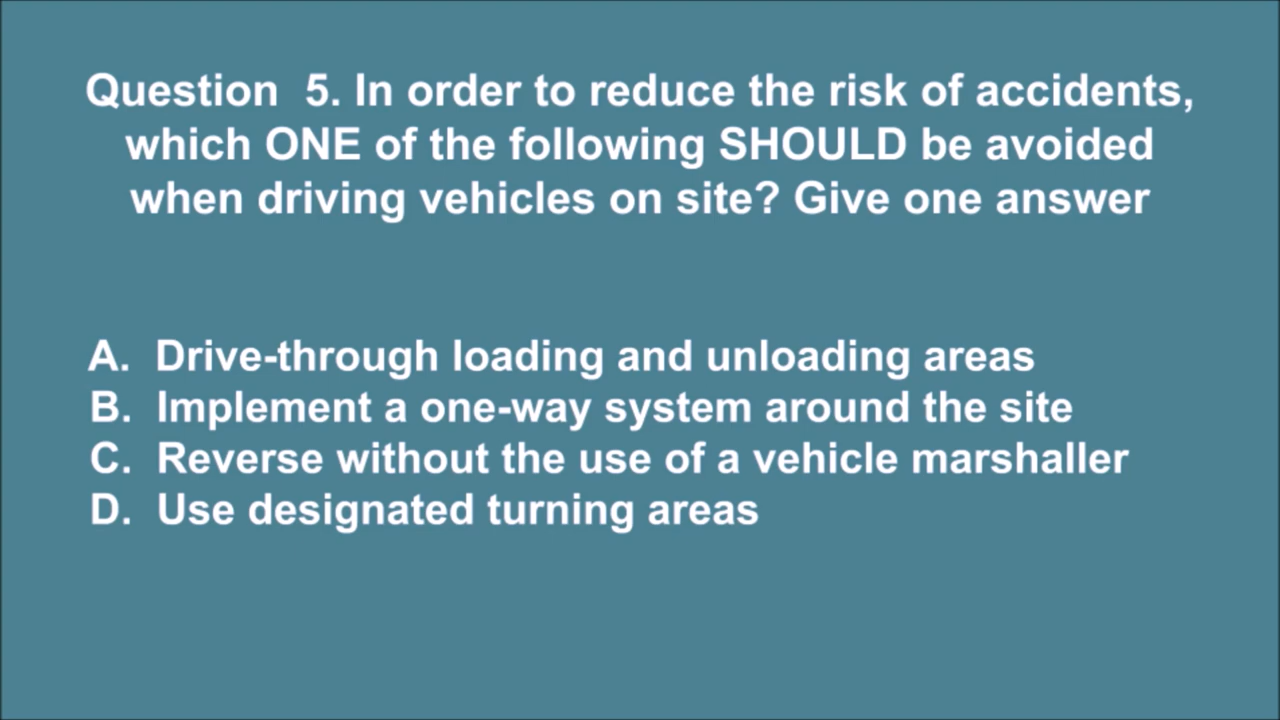 Question 5. In order to reduce the risk of accidents,
which ONE of the following SHOULD be avoided
when driving vehicles on site? Give one answer
A. Drive-through loading and unloading areas
B. Implement a one-way system around the site
C. Reverse without the use of a vehicle marshaller
D. Use designated turning areas